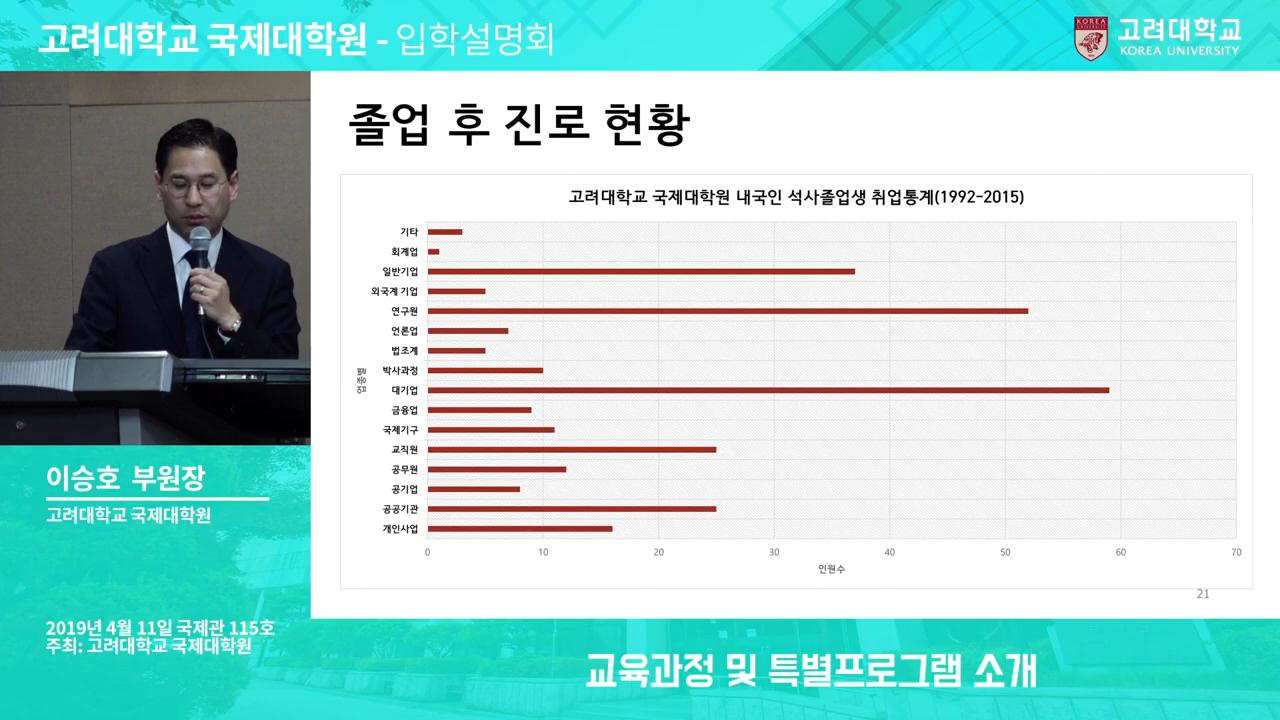 고려대학교 국제대학원 - 입학설명회
고려대학교
KOREA UNIVERSITY
KOREA
졸업 후 진로 현황
고려대학교 국제대학원 내국인 석사졸업생 취업통계(1992-2015)
업종별
기타
회계업
일반기업
외국계 기업
연구원
언론업
법조계
박사과정
대기업
금융업
국제기구
교직원
공무원
공기업
공공기관
개인사업
0 10 20 30 40 50 60 70
인원수
21
이승호 부원장
고려대학교 국제대학원
2019년 4월 11일 국제관 115호
주최: 고려대학교 국제대학원
교육과정 및 특별프로그램 소개